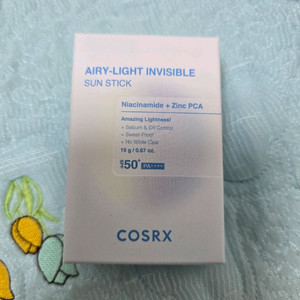 AIRY-LIGHT INVISIBLE
SUN STICK
Niacinamide + Zinc PCA
Amazing Lightness!
+ Sebum & Oil Control
+ Sweat Proof
+ No White Cast
19 g / 0.67 oz.
50+ PA++++
COSRX